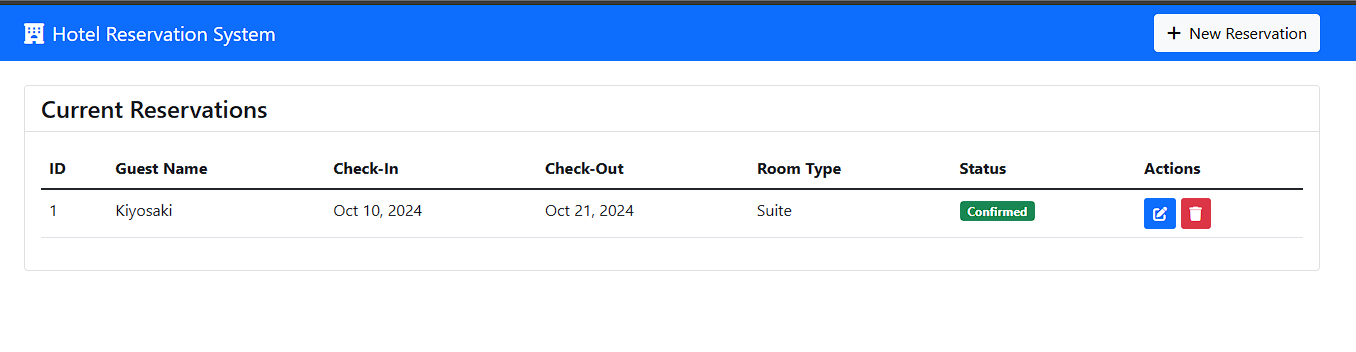 Hotel Reservation System
New Reservation
Current Reservations
ID Guest Name Check-In Check-Out Room Type Status Actions
1 Kiyosaki Oct 10, 2024 Oct 21, 2024 Suite Confirmed